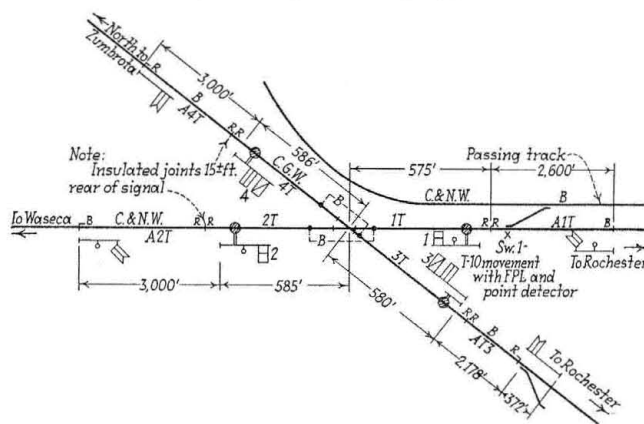 North to
Zumbrota
R
3,000'
B
A4T
R R
586'
Note:
Insulated joints 15±ft.
rear of signal
4
4T
C.G.W.
B
575'
2,600'
Passing track
B
C.&N.W.
To Waseca
B
C.&N.W.
R R
2T
1T
R R
A1T
B
A2T
B
2
1
Sw. 1-
T-10 movement
with FPL and
point detector
To Rochester
3
3T
3,000'
585'
580'
R R
B
AT3
R
To Rochester
2,178'
372'